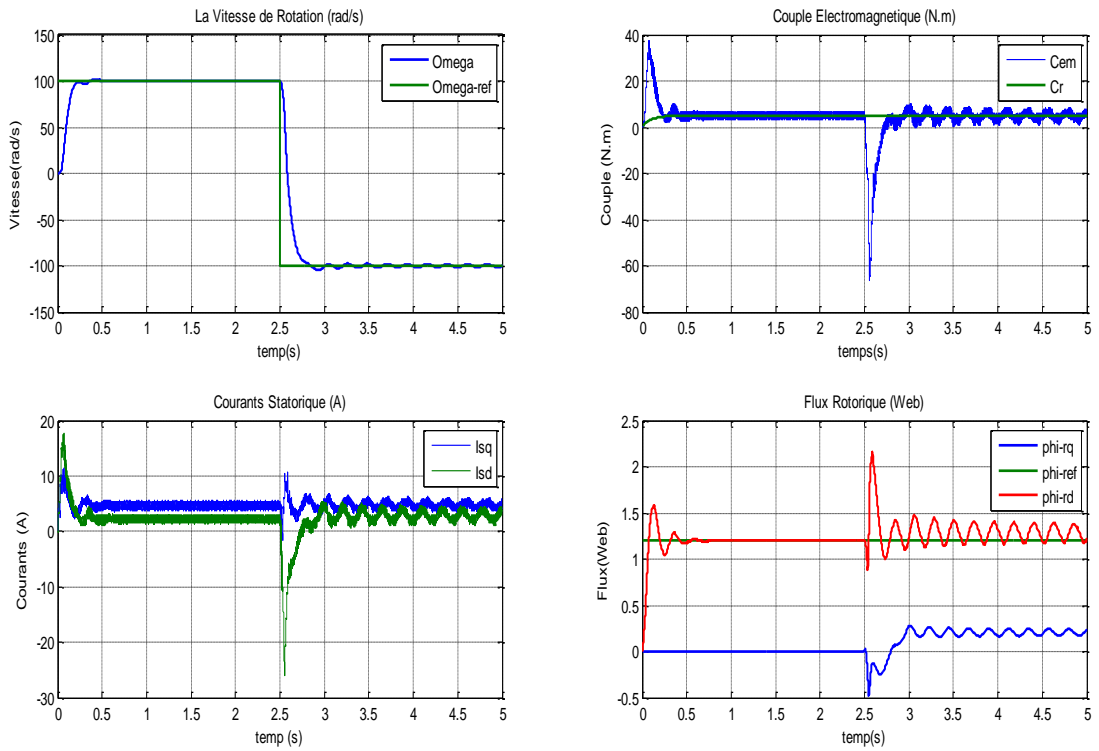 La Vitesse de Rotation (rad/s)
150
100
50
0
-50
-100
-150
Vitesse(rad/s)
Omega
Omega-ref
0 0.5 1 1.5 2 2.5 3 3.5 4 4.5 5
temp(s)
Couple Electromagnetique (N.m)
40
20
0
-20
-40
-60
-80
Couple (N.m)
Cem
Cr
0 0.5 1 1.5 2 2.5 3 3.5 4 4.5 5
temps(s)
Courants Statorique (A)
20
10
0
-10
-20
-30
Courants (A)
Isq
Isd
0 0.5 1 1.5 2 2.5 3 3.5 4 4.5 5
temp (s)
Flux Rotorique (Web)
2.5
2
1.5
1
0.5
0
-0.5
Flux(Web)
phi-rq
phi-ref
phi-rd
0 0.5 1 1.5 2 2.5 3 3.5 4 4.5 5
temp(s)